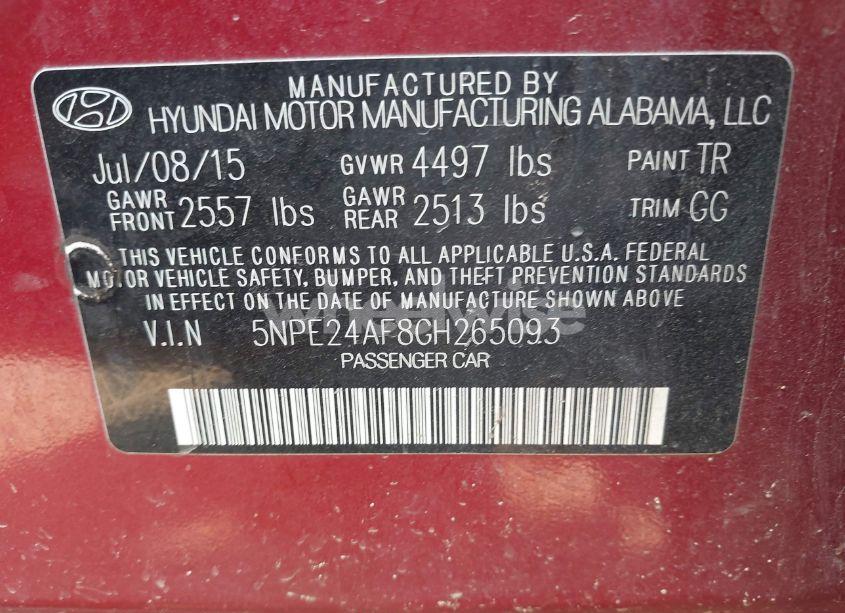 MANUFACTURED BY
HYUNDAI MOTOR MANUFACTURING ALABAMA, LLC
Jul/08/15 GVWR 4497 lbs PAINT TR
GAWR FRONT 2557 lbs GAWR REAR 2513 lbs TRIM GG
THIS VEHICLE CONFORMS TO ALL APPLICABLE U.S.A. FEDERAL
MOTOR VEHICLE SAFETY, BUMPER, AND THEFT PREVENTION STANDARDS
IN EFFECT ON THE DATE OF MANUFACTURE SHOWN ABOVE
V.I.N 5NPE24AF8GH265093
PASSENGER CAR
wheelwise